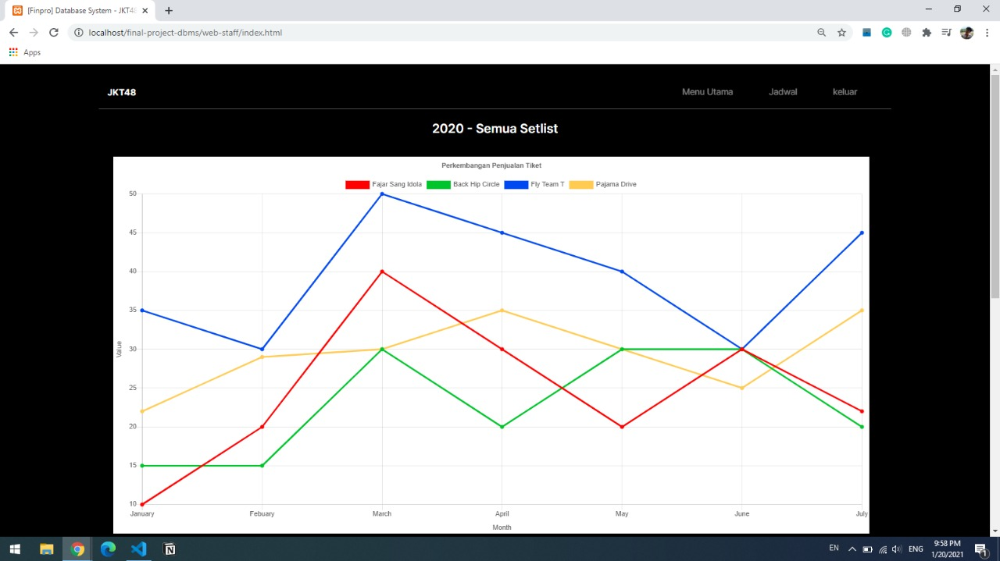 [Finpro] Database System - JKT48
localhost/final-project-dbms/web-staff/index.html
Apps
JKT48 Menu Utama Jadwal keluar
2020 - Semua Setlist
Perkembangan Penjualan Tiket
Fajar Sang Idola Back Hip Circle Fly Team T Pajama Drive
50
45
40
35
30
25
20
15
10
Value
January Febuary March April May June July
Month
EN ENG 9:58 PM
1/20/2021
1